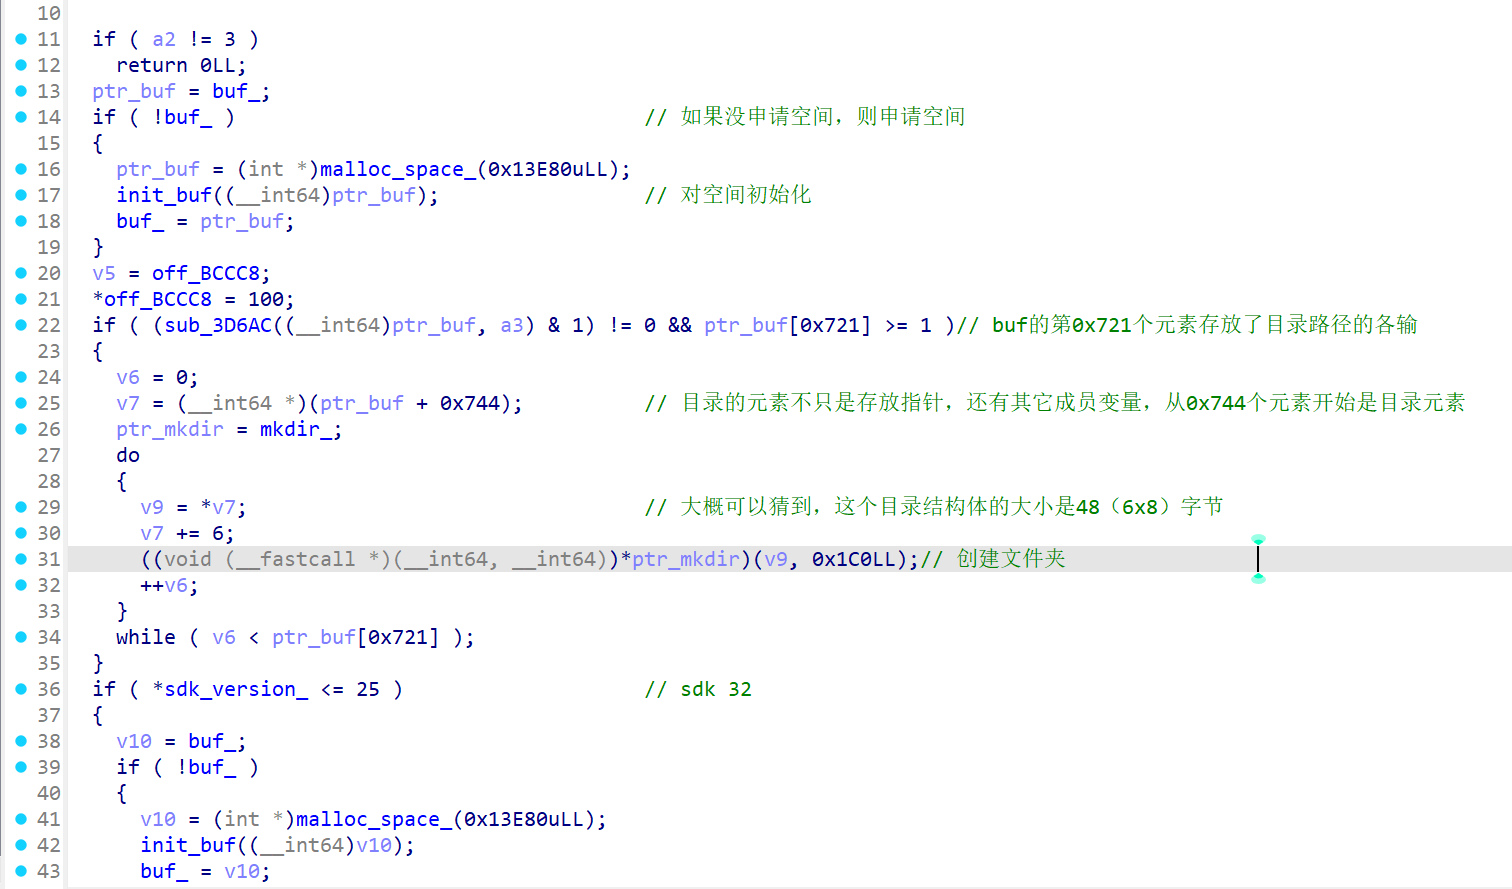 10
11 if ( a2 != 3 )
12 return 0LL;
13 ptr_buf = buf_;
14 if ( !buf_ ) // 如果没申请空间，则申请空间
15 {
16 ptr_buf = (int *)malloc_space_(0x13E80uLL);
17 init_buf((__int64)ptr_buf); // 对空间初始化
18 buf_ = ptr_buf;
19 }
20 v5 = off_BCCC8;
21 *off_BCCC8 = 100;
22 if ( (sub_3D6AC((__int64)ptr_buf, a3) & 1) != 0 && ptr_buf[0x721] >= 1 )// buf的第0x721个元素存放了目录路径的各输
23 {
24 v6 = 0;
25 v7 = (__int64 *)(ptr_buf + 0x744); // 目录的元素不只是存放指针，还有其它成员变量，从0x744个元素开始是目录元素
26 ptr_mkdir = mkdir_;
27 do
28 {
29 v9 = *v7; // 大概可以猜到，这个目录结构体的大小是48（6x8）字节
30 v7 += 6;
31 ((void (__fastcall *)(__int64, __int64))*ptr_mkdir)(v9, 0x1C0LL);// 创建文件夹
32 ++v6;
33 }
34 while ( v6 < ptr_buf[0x721] );
35 }
36 if ( *sdk_version_ <= 25 ) // sdk 32
37 {
38 v10 = buf_;
39 if ( !buf_ )
40 {
41 v10 = (int *)malloc_space_(0x13E80uLL);
42 init_buf((__int64)v10);
43 buf_ = v10;